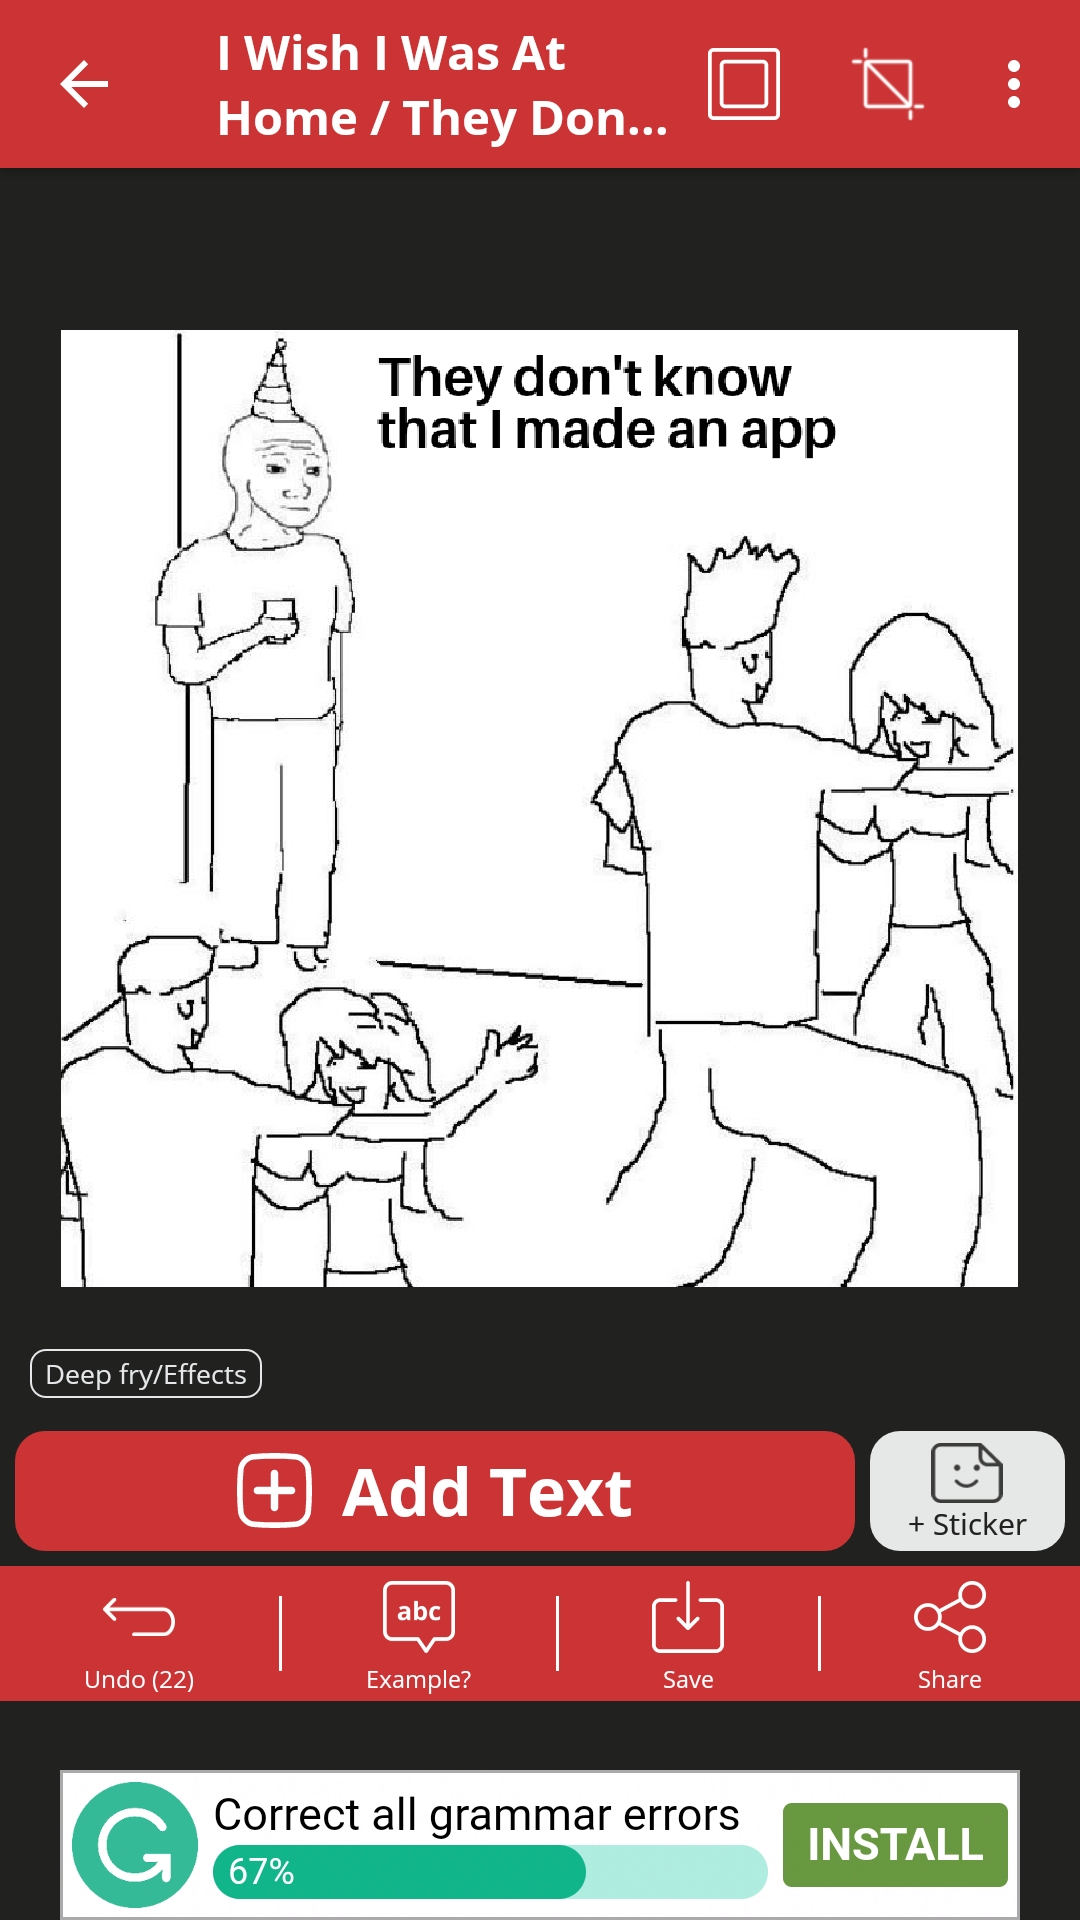 I Wish I Was At
Home / They Don...
They don't know
that I made an app
Deep fry/Effects
Add Text
+ Sticker
abc
Undo (22)
Example?
Save
Share
Correct all grammar errors
67%
INSTALL